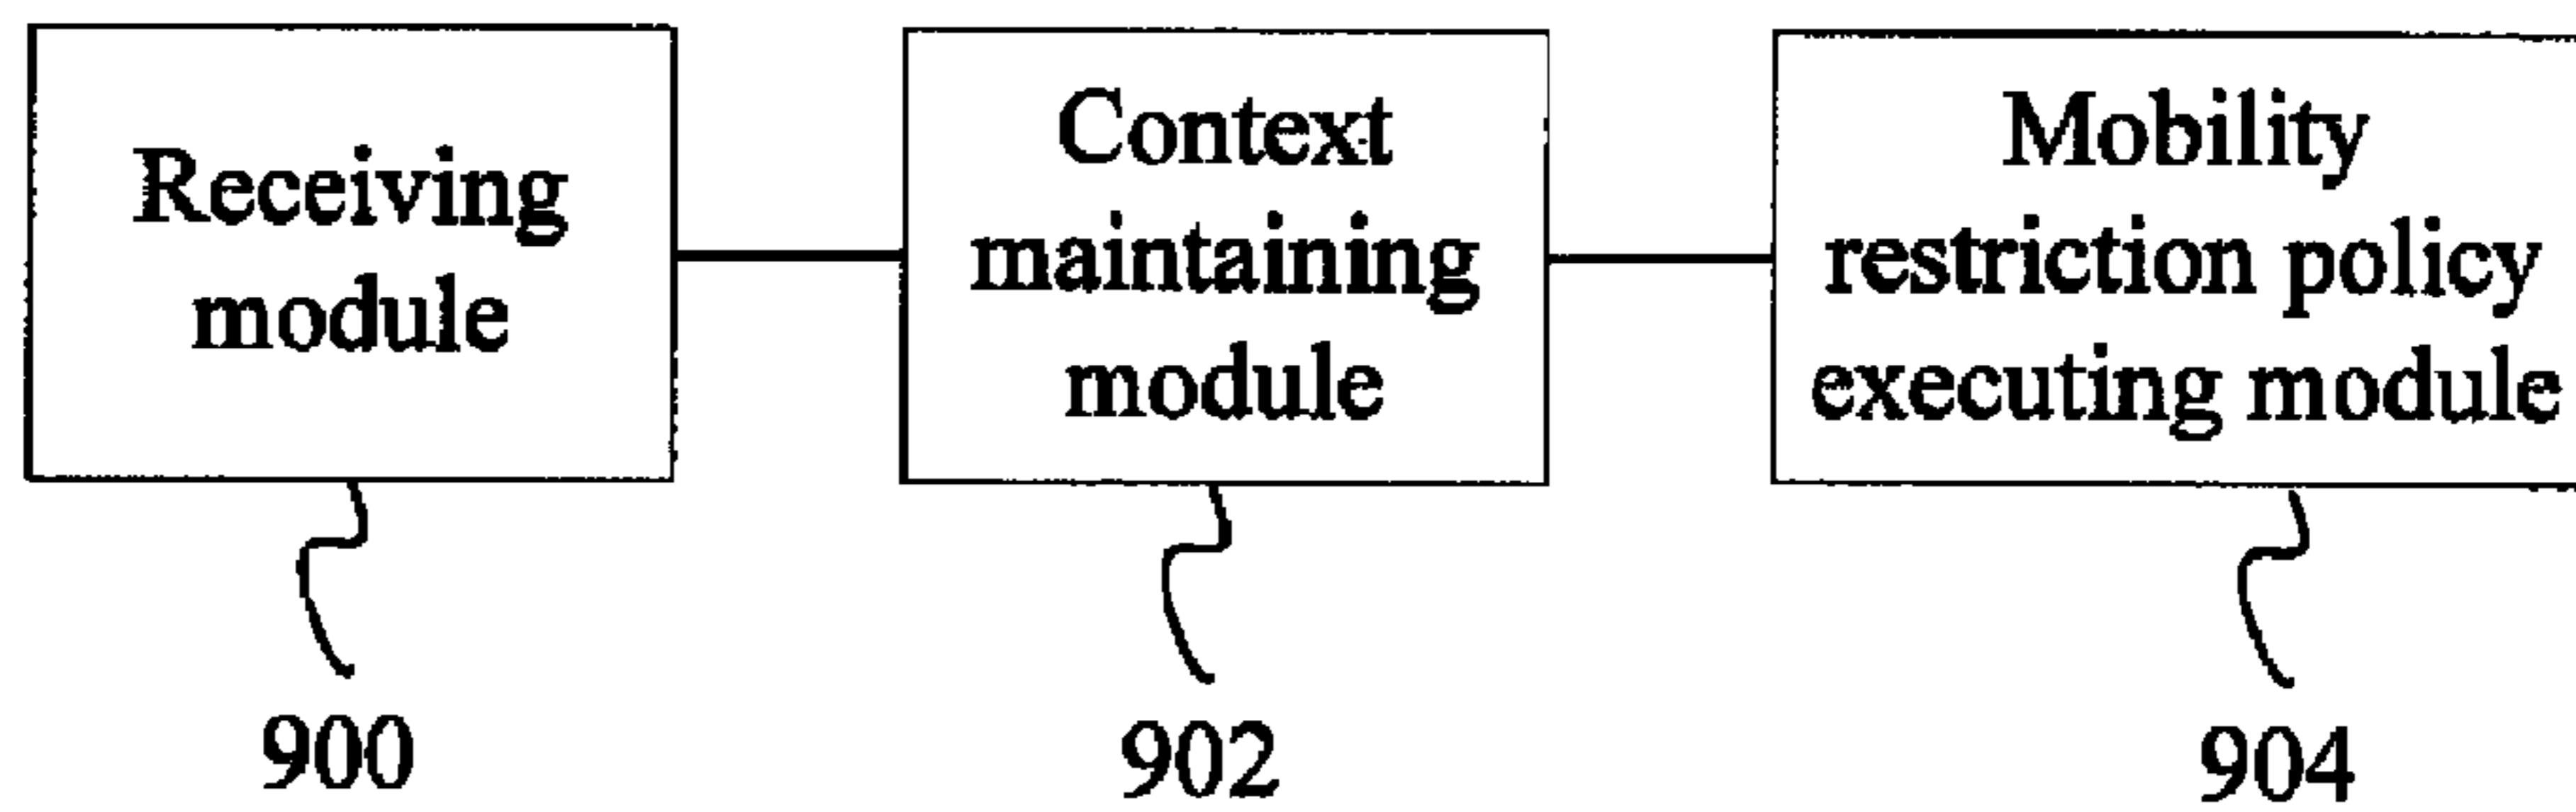 Receiving
module
Context
maintaining
module
Mobility
restriction policy
executing module
900
902
904